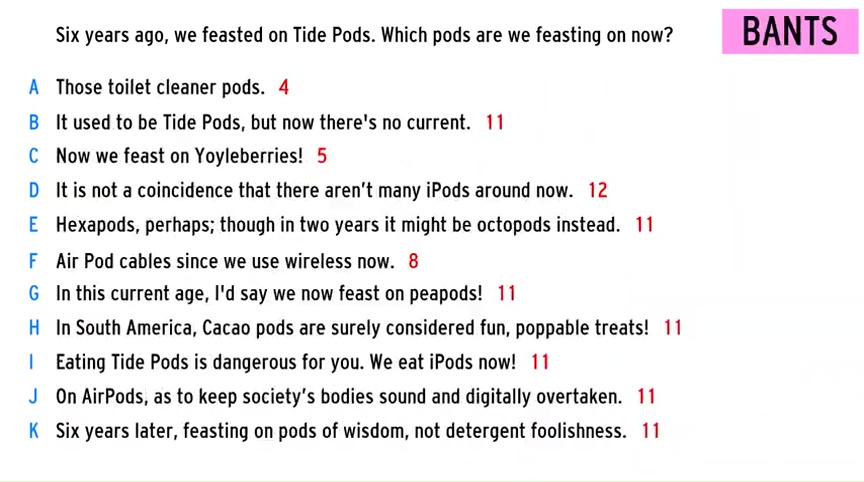 Six years ago, we feasted on Tide Pods. Which pods are we feasting on now?
BANTS
A Those toilet cleaner pods. 4
B It used to be Tide Pods, but now there's no current. 11
C Now we feast on Yoyleberries! 5
D It is not a coincidence that there aren’t many iPods around now. 12
E Hexapods, perhaps; though in two years it might be octopods instead. 11
F Air Pod cables since we use wireless now. 8
G In this current age, I'd say we now feast on peapods! 11
H In South America, Cacao pods are surely considered fun, poppable treats! 11
I Eating Tide Pods is dangerous for you. We eat iPods now! 11
J On AirPods, as to keep society’s bodies sound and digitally overtaken. 11
K Six years later, feasting on pods of wisdom, not detergent foolishness. 11